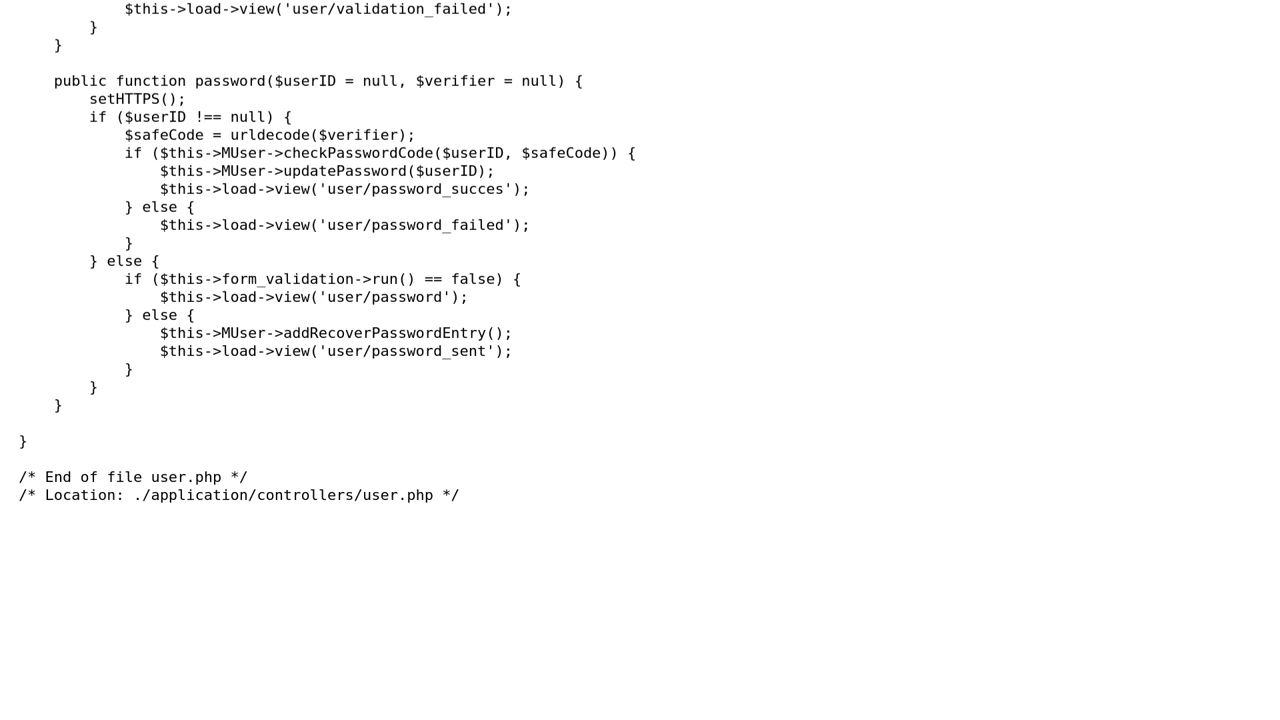 $this->load->view('user/validation_failed');
        }
    }

    public function password($userID = null, $verifier = null) {
        setHTTPS();
        if ($userID !== null) {
            $safeCode = urldecode($verifier);
            if ($this->MUser->checkPasswordCode($userID, $safeCode)) {
                $this->MUser->updatePassword($userID);
                $this->load->view('user/password_succes');
            } else {
                $this->load->view('user/password_failed');
            }
        } else {
            if ($this->form_validation->run() == false) {
                $this->load->view('user/password');
            } else {
                $this->MUser->addRecoverPasswordEntry();
                $this->load->view('user/password_sent');
            }
        }
    }

}

/* End of file user.php */
/* Location: ./application/controllers/user.php */